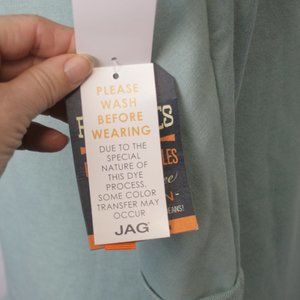 PLEASE
WASH
BEFORE
WEARING
DUE TO THE
SPECIAL
NATURE OF
THIS DYE
PROCESS,
SOME COLOR
TRANSFER MAY
OCCUR
JAG